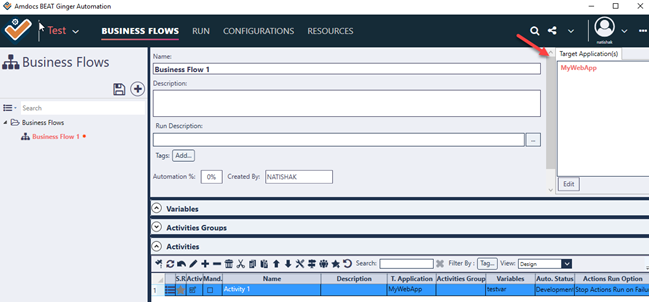 Amdocs BEAT Ginger Automation
Test BUSINESS FLOWS RUN CONFIGURATIONS RESOURCES
natishak
Business Flows
Search
Business Flows
Business Flow 1
Name:
Business Flow 1
Description:
Run Description:
...
Tags: Add...
Automation %: 0% Created By: NATISHAK
Target Application(s)
MyWebApp
Edit
Variables
Activities Groups
Activities
Search: Filter By : Tag... View: Design
S.R Activ Mand. Name Description T. Application Activities Group Variables Auto. Status Actions Run Option
1 Activity 1 MyWebApp testvar Development Stop Actions Run on Failu